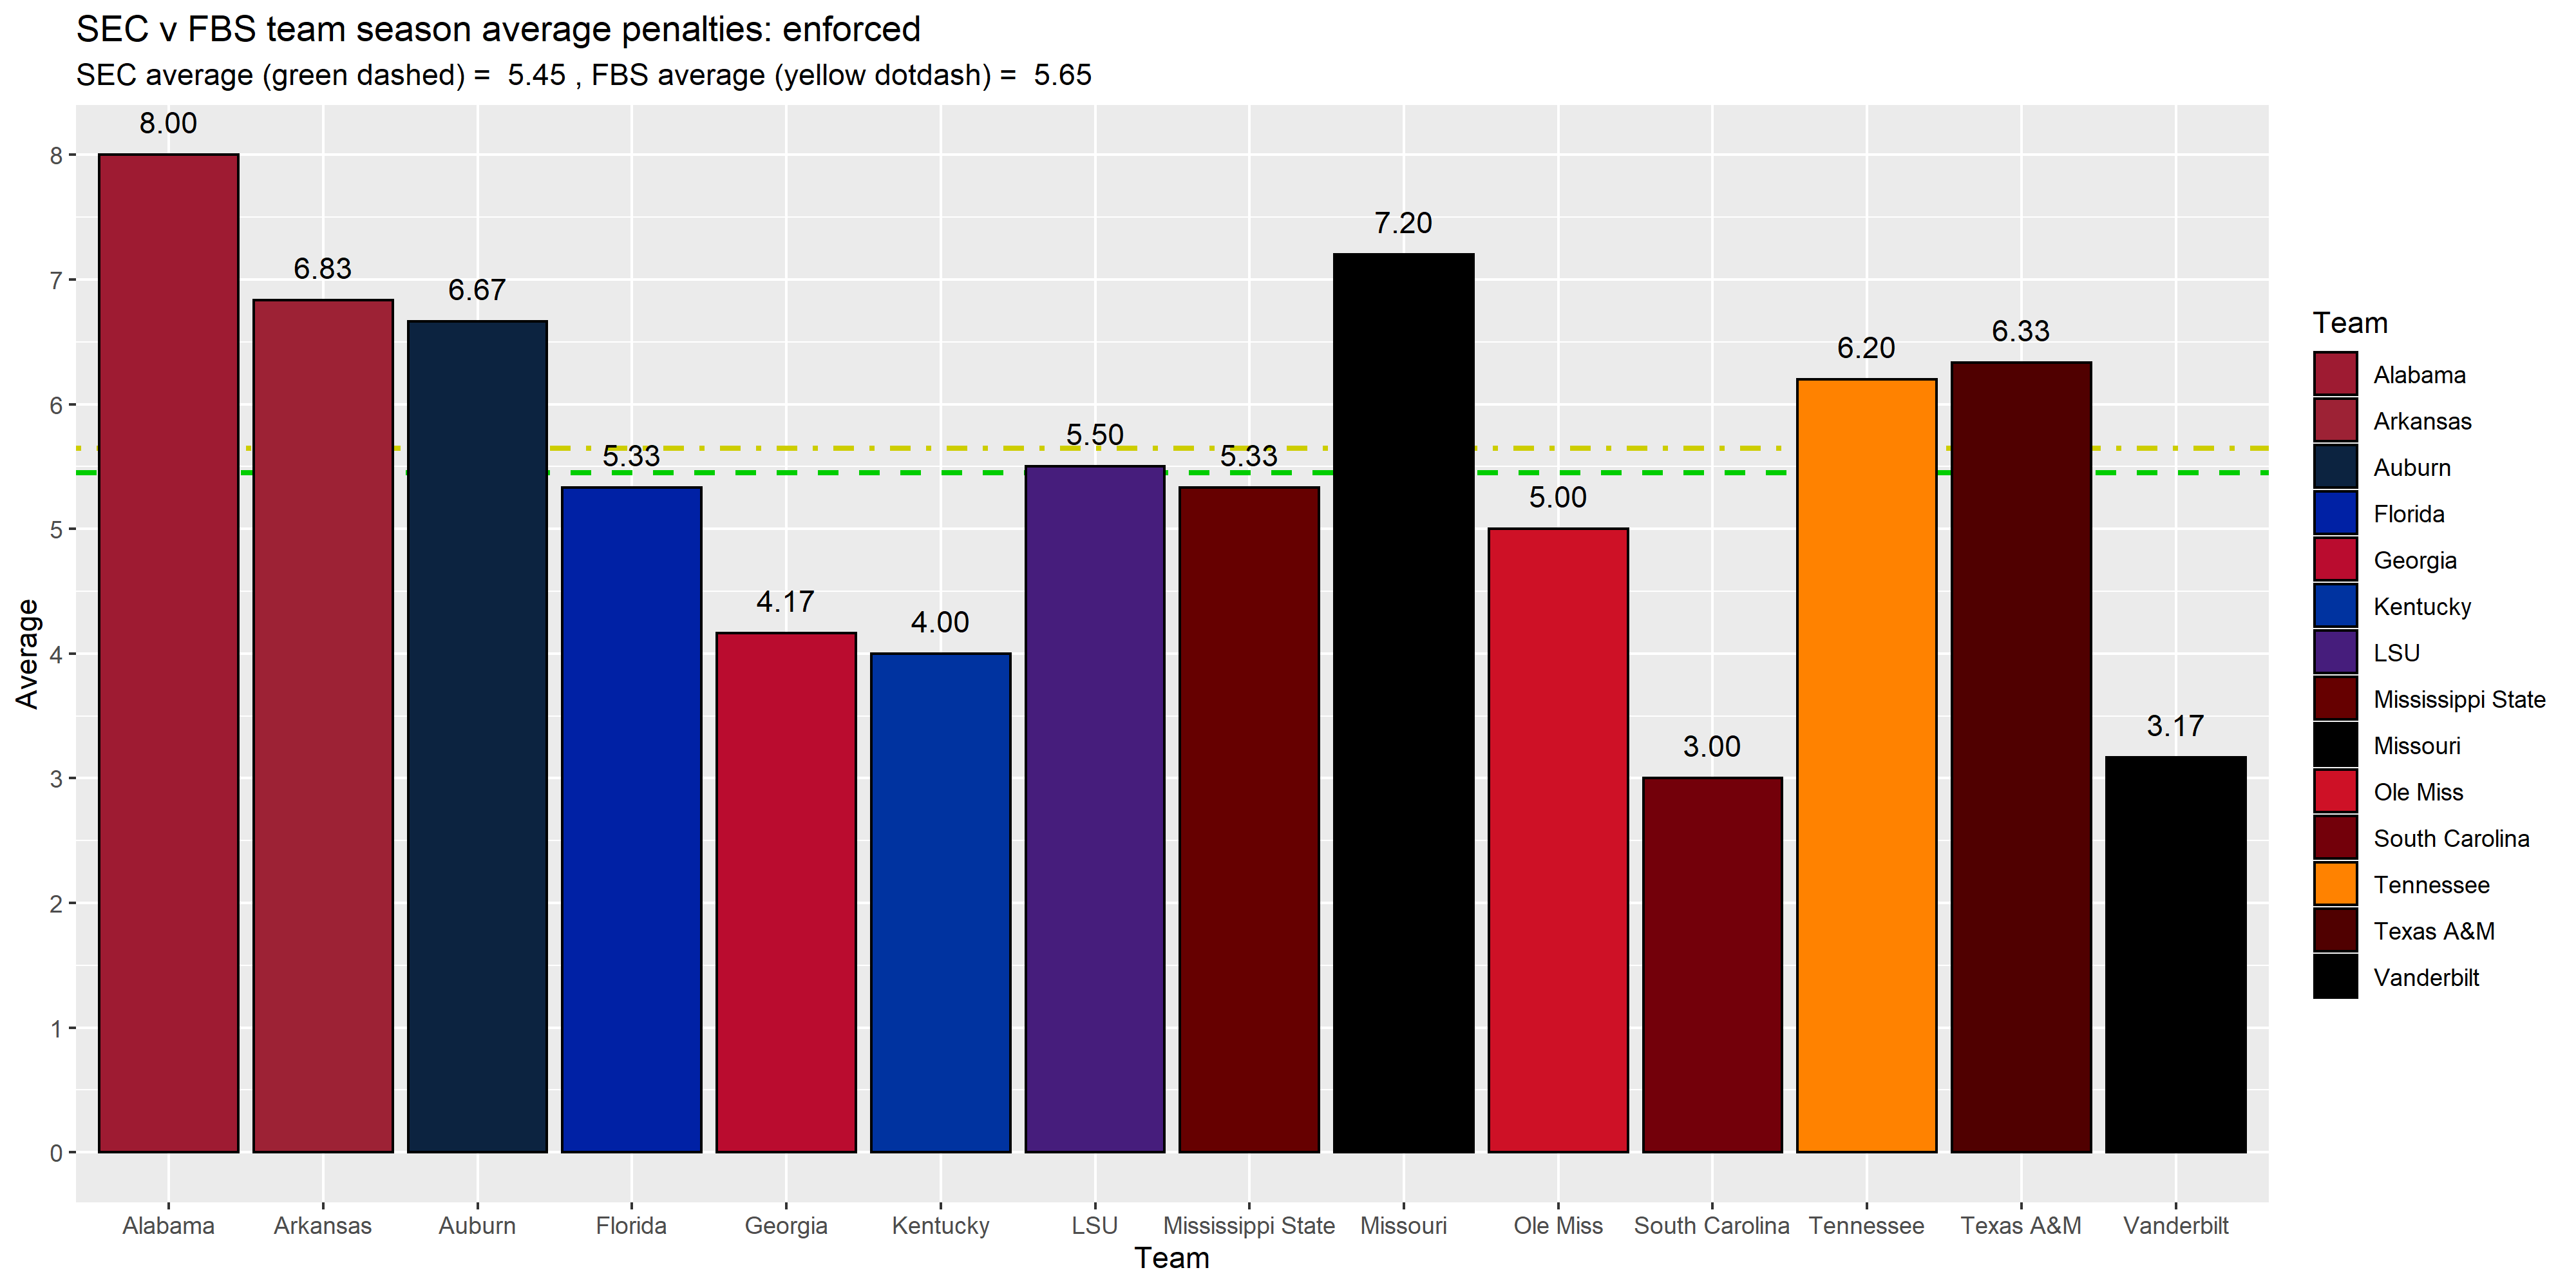 SEC v FBS team season average penalties: enforced
SEC average (green dashed) =  5.45 , FBS average (yellow dotdash) =  5.65
8.00
7.20
6.83
6.67
6.33
6.20
5.50
5.33
5.33
5.00
4.17
4.00
3.17
3.00
8
7
6
5
4
3
2
1
0
Average
Alabama Arkansas Auburn Florida Georgia Kentucky LSU Mississippi State Missouri Ole Miss South Carolina Tennessee Texas A&M Vanderbilt
Team
Team
Alabama
Arkansas
Auburn
Florida
Georgia
Kentucky
LSU
Mississippi State
Missouri
Ole Miss
South Carolina
Tennessee
Texas A&M
Vanderbilt